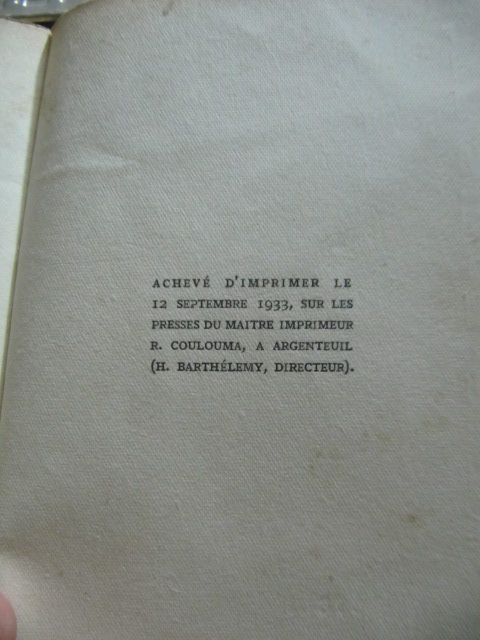 ACHEVÉ D'IMPRIMER LE
12 SEPTEMBRE 1933, SUR LES
PRESSES DU MAITRE IMPRIMEUR
R. COULOUMA, A ARGENTEUIL
(H. BARTHÉLEMY, DIRECTEUR).